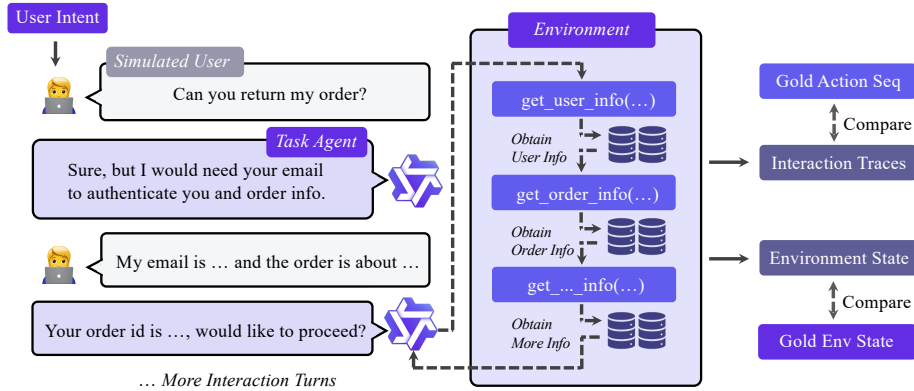 User Intent
Simulated User
Can you return my order?
Task Agent
Sure, but I would need your email
to authenticate you and order info.
My email is … and the order is about …
Your order id is …, would like to proceed?
… More Interaction Turns
Environment
get_user_info(…)
Obtain
User Info
get_order_info(…)
Obtain
Order Info
get_..._info(…)
Obtain
More Info
Gold Action Seq
Compare
Interaction Traces
Environment State
Compare
Gold Env State